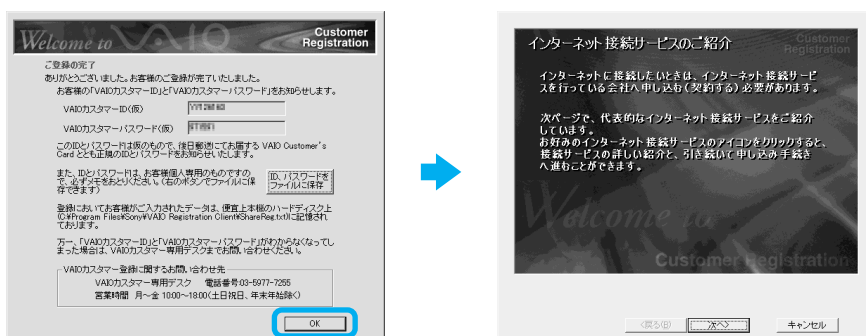 Welcome to VAIO
Customer
Registration
ご登録の完了
ありがとうございました。お客様のご登録が完了いたしました。
お客様の「VAIOカスタマーID」と「VAIOカスタマーパスワード」をお知らせします。
VAIOカスタマーID(仮)
VAIOカスタマーパスワード(仮)
このIDとパスワードは仮のもので、後日郵送にてお届する VAIO Customer's
Card とともに正規のIDとパスワードをお知らせいたします。
また、IDとパスワードは、お客様個人専用のものですの
で、必ずメモをおとりください。(右のボタンでファイルに保
存できます)
ID、パスワードを
ファイルに保存
登録においてお客様がご入力されたデータは、便宜上本機のハードディスク上
(C:¥Program Files¥Sony¥VAIO Registration Client¥ShareReg.txt)に記憶され
ております。
万一、「VAIOカスタマーID」と「VAIOカスタマーパスワード」がわからなくなってし
まった場合は、VAIOカスタマー専用デスクまでお問い合わせください。
VAIOカスタマー登録に関するお問い合わせ先
VAIOカスタマー専用デスク 電話番号:03-5977-7255
営業時間 月~金 10:00~18:00(土日祝日、年末年始除く)
OK
インターネット接続サービスのご紹介
Customer
Registration
インターネットに接続したいときは、インターネット接続サービ
スを行っている会社へ申し込む(契約する)必要があります。
次ページで、代表的なインターネット接続サービスをご紹介
しています。
お好みのインターネット接続サービスのアイコンをクリックすると、
接続サービスの詳しい紹介と、引き続いて申し込み手続き
へ進むことができます。
Welcome to
Customer Registration
<戻る(B)
次へ>
キャンセル